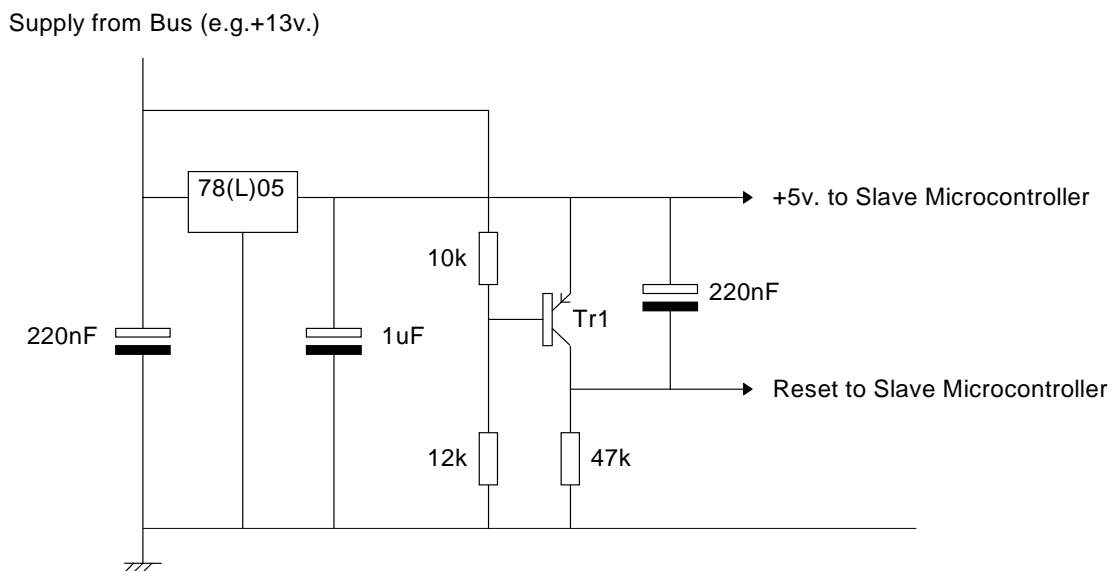 Supply from Bus (e.g.+13v.)
78(L)05
+5v. to Slave Microcontroller
10k
220nF
Tr1
220nF
1uF
Reset to Slave Microcontroller
12k
47k